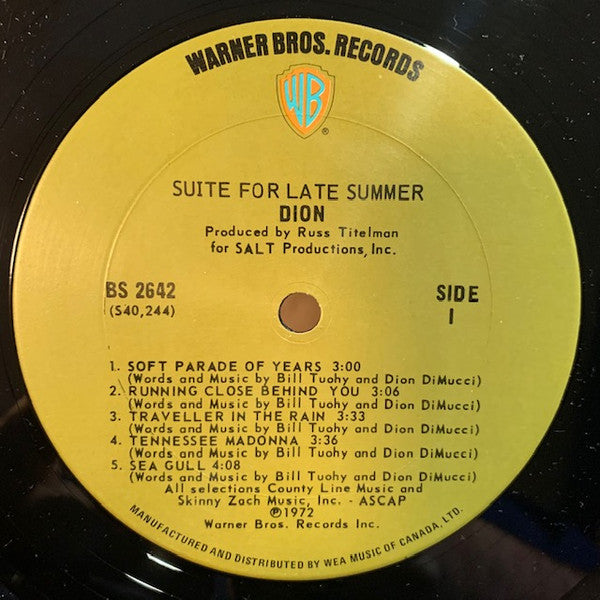 WARNER BROS. RECORDS
WB
®
SUITE FOR LATE SUMMER
DION
Produced by Russ Titelman
for SALT Productions, Inc.
BS 2642
(S40,244)
SIDE
1
1. SOFT PARADE OF YEARS 3:00
(Words and Music by Bill Tuohy and Dion DiMucci)
2. RUNNING CLOSE BEHIND YOU 3:06
(Words and Music by Bill Tuohy and Dion DiMucci)
3. TRAVELLER IN THE RAIN 3:33
(Words and Music by Bill Tuohy and Dion DiMucci)
4. TENNESSEE MADONNA 3:36
(Words and Music by Bill Tuohy and Dion DiMucci)
5. SEA GULL 4:08
(Words and Music by Bill Tuohy and Dion DiMucci)
All selections County Line Music and
Skinny Zach Music, Inc. - ASCAP
℗1972
Warner Bros. Records Inc.
MANUFACTURED AND DISTRIBUTED BY WEA MUSIC OF CANADA, LTD.